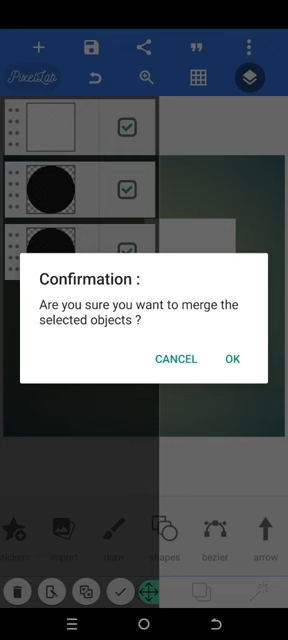 PixelLab
Confirmation :
Are you sure you want to merge the
selected objects ?
CANCEL
OK
stickers
import
draw
shapes
bezier
arrow